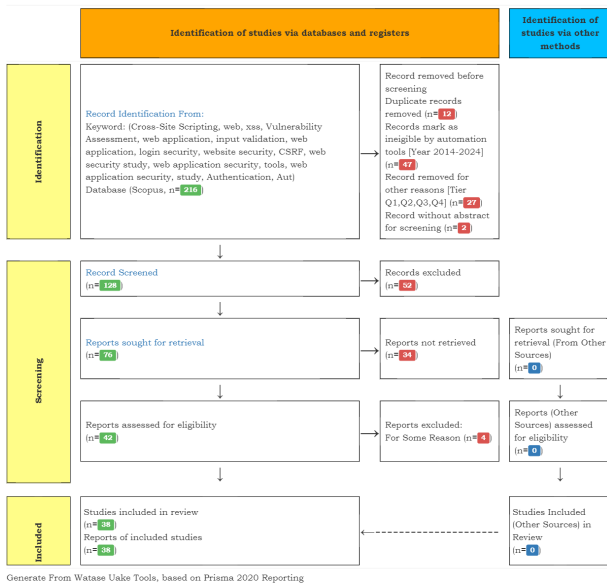 Identification of studies via databases and registers
Identification of
studies via other
methods
Identification
Record Identification From:
Keyword: (Cross-Site Scripting, web, xss, Vulnerability
Assessment, web application, input validation, web
application, login security, website security, CSRF, web
security study, web application security, tools, web
application security, study, Authentication, Aut)
Database (Scopus, n=216)
Record removed before
screening
Duplicate records
removed (n=12)
Records mark as
ineigible by automation
tools [Year 2014-2024]
(n=47)
Record removed for
other reasons [Tier
Q1,Q2,Q3,Q4] (n=27)
Record without abstract
for screening (n=2)
Screening
Record Screened
(n=128)
Records excluded
(n=52)
Reports sought for retrieval
(n=76)
Reports not retrieved
(n=34)
Reports sought for
retrieval (From Other
Sources)
(n=0)
Reports assessed for eligibility
(n=42)
Reports excluded:
For Some Reason (n=4)
Reports (Other
Sources) assessed
for eligibility
(n=0)
Included
Studies included in review
(n=38)
Reports of included studies
(n=38)
Studies Included
(Other Sources) in
Review
(n=0)
Generate From Watase Uake Tools, based on Prisma 2020 Reporting